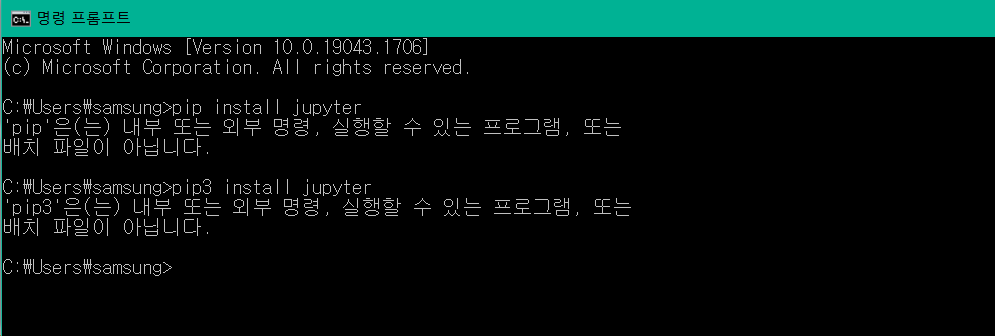 명령 프롬프트
Microsoft Windows [Version 10.0.19043.1706]
(c) Microsoft Corporation. All rights reserved.
C:₩Users₩samsung>pip install jupyter
'pip'은(는) 내부 또는 외부 명령, 실행할 수 있는 프로그램, 또는
배치 파일이 아닙니다.
C:₩Users₩samsung>pip3 install jupyter
'pip3'은(는) 내부 또는 외부 명령, 실행할 수 있는 프로그램, 또는
배치 파일이 아닙니다.
C:₩Users₩samsung>